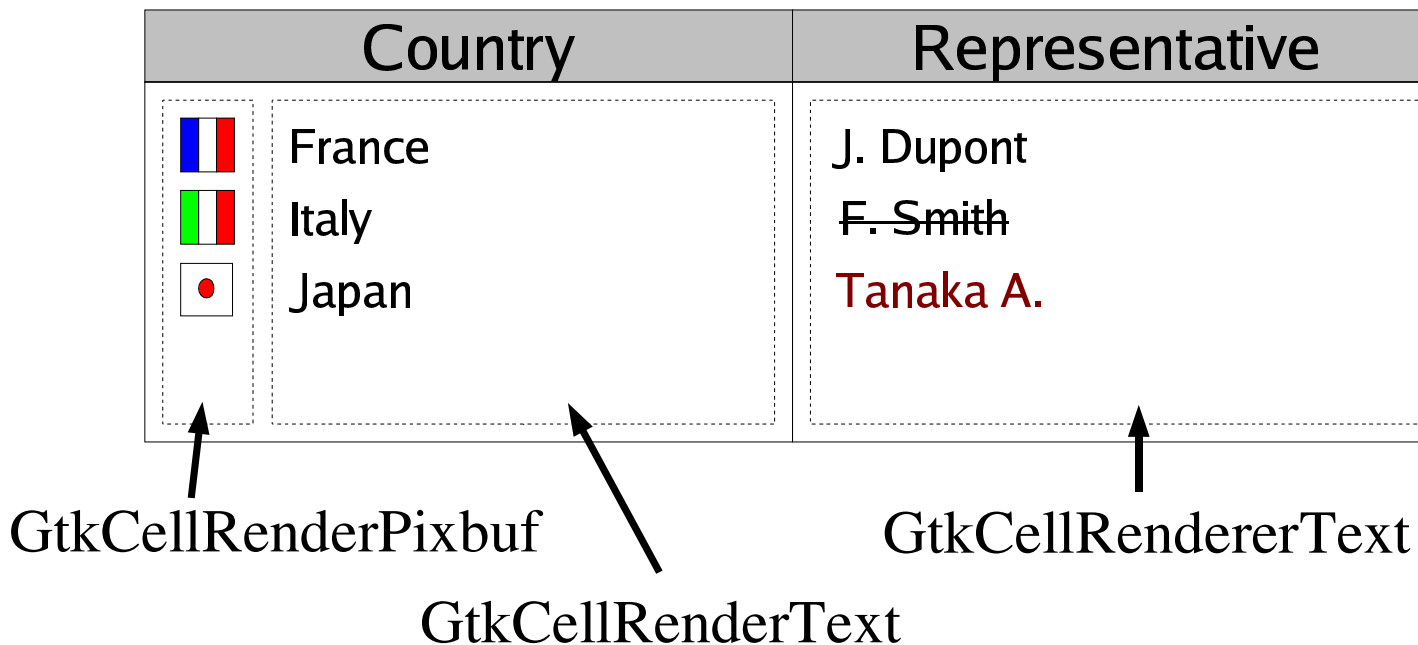 Country Representative
France J. Dupont
Italy F. Smith
Japan Tanaka A.
GtkCellRenderPixbuf GtkCellRendererText
GtkCellRenderText